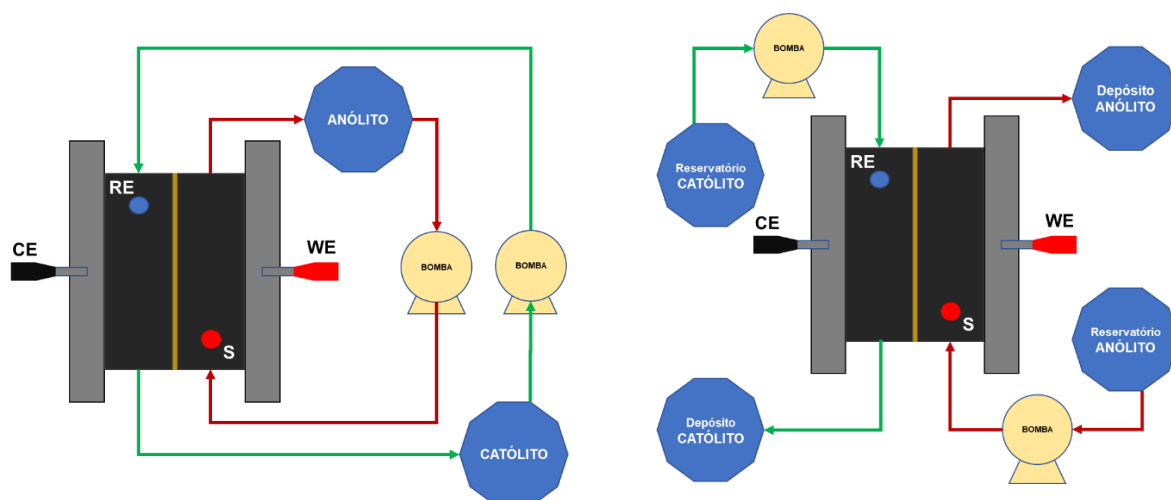 RE
ANÓLITO
CE
WE
BOMBA
BOMBA
S
CATÓLITO
BOMBA
Depósito
ANÓLITO
Reservatório
CATÓLITO
RE
CE
WE
S
Reservatório
ANÓLITO
Depósito
CATÓLITO
BOMBA